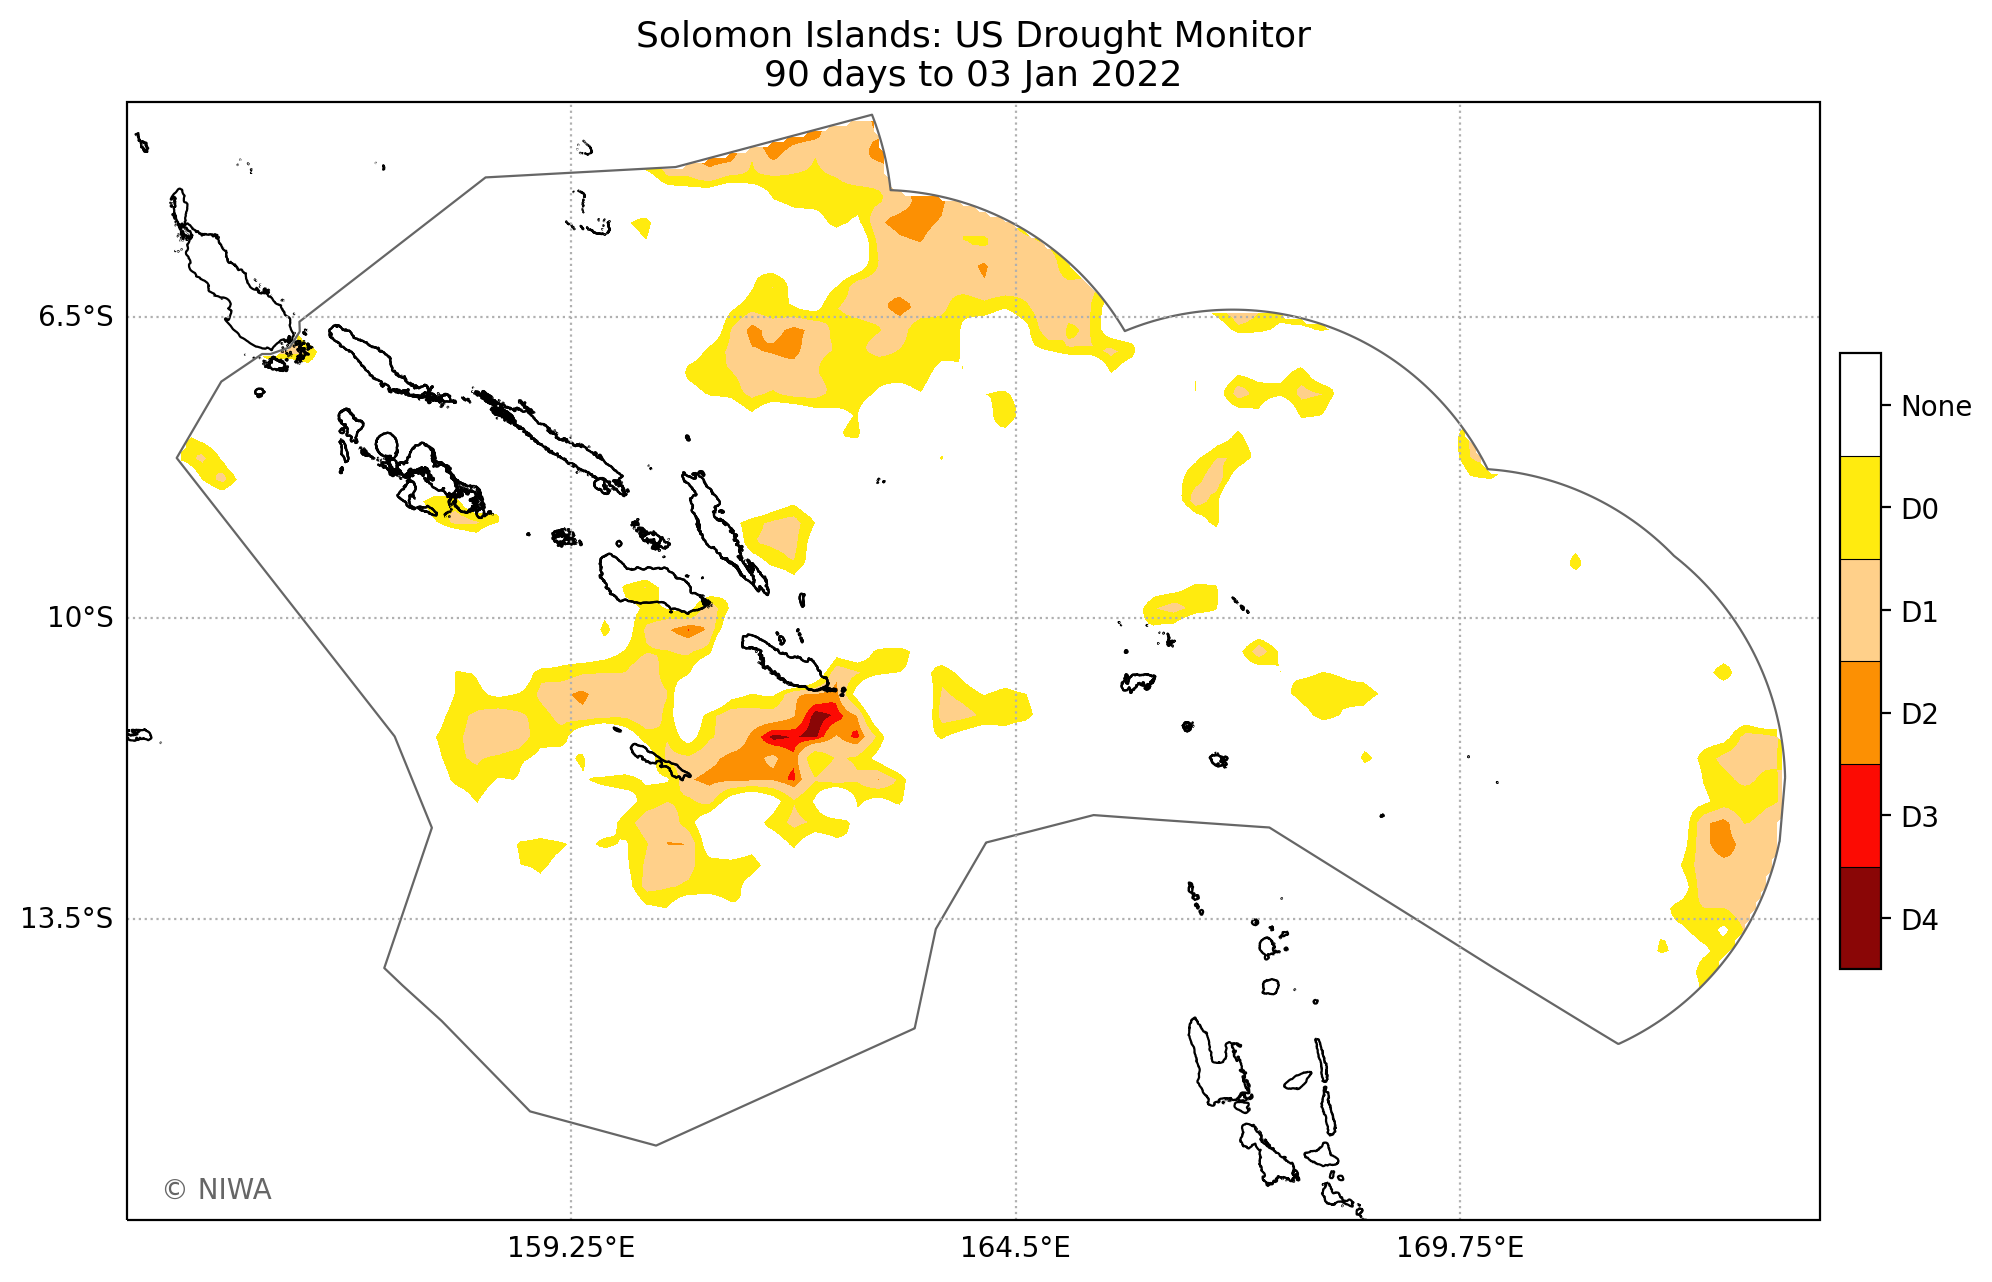 Solomon Islands: US Drought Monitor
90 days to 03 Jan 2022
6.5°S
10°S
13.5°S
159.25°E
164.5°E
169.75°E
None
D0
D1
D2
D3
D4
© NIWA